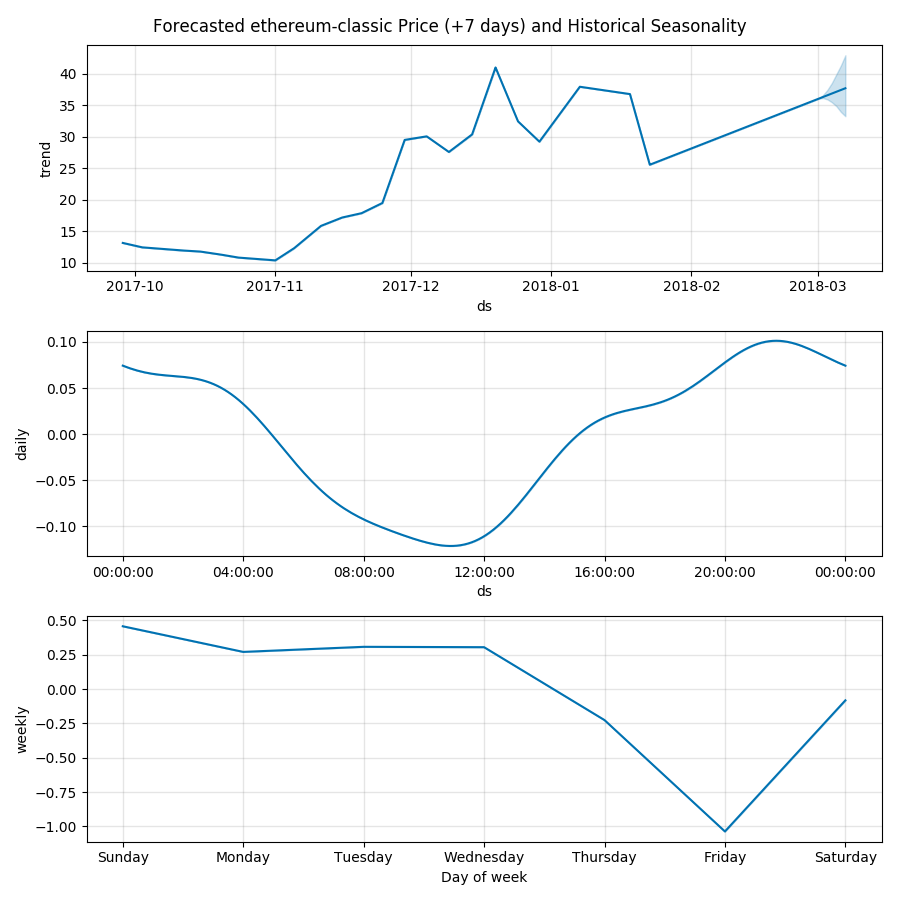 Forecasted ethereum-classic Price (+7 days) and Historical Seasonality
40
35
30
25
20
15
10
trend
2017-10 2017-11 2017-12 2018-01 2018-02 2018-03
ds
0.10
0.05
0.00
−0.05
−0.10
daily
00:00:00 04:00:00 08:00:00 12:00:00 16:00:00 20:00:00 00:00:00
ds
0.50
0.25
0.00
−0.25
−0.50
−0.75
−1.00
weekly
Sunday Monday Tuesday Wednesday Thursday Friday Saturday
Day of week